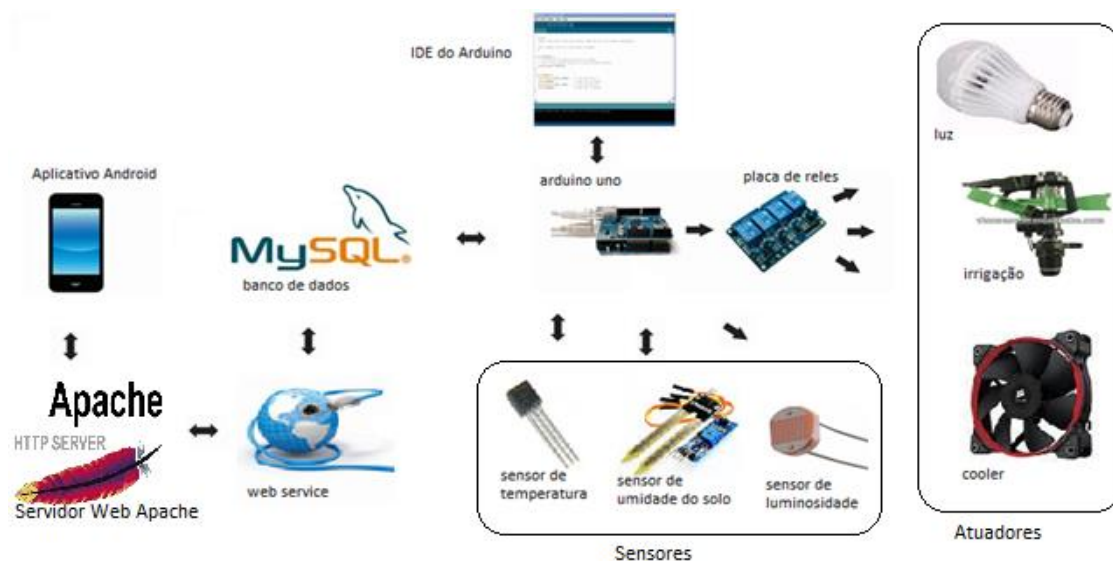 IDE do Arduino
Aplicativo Android
MySQL®
banco de dados
arduino uno
placa de reles
luz
irrigação
cooler
Atuadores
Apache
HTTP SERVER
Servidor Web Apache
web service
sensor de
temperatura
sensor de
umidade do solo
sensor de
luminosidade
Sensores